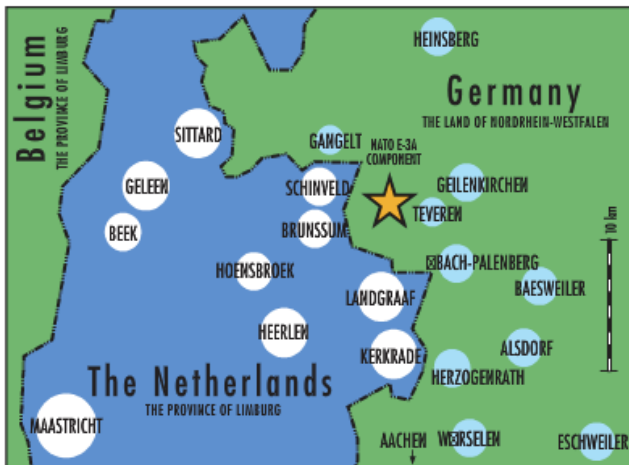 HEINSBERG
Belgium
THE PROVINCE OF LIMBURG
Germany
THE LAND OF NORDRHEIN-WESTFALEN
SITTARD
GANGELT
NATO E-3A
COMPONENT
GELEEN
SCHINVELD
GEILENKIRCHEN
TEVEREN
BEEK
BRUNSSUM
10 km
HOENSBROEK
BACH-PALENBERG
LANDGRAAF
BAESWEILER
HEERLEN
KERKRADE
ALSDORF
HERZOGENRATH
The Netherlands
THE PROVINCE OF LIMBURG
MAASTRICHT
AACHEN
W☒RSELEN
ESCHWEILER